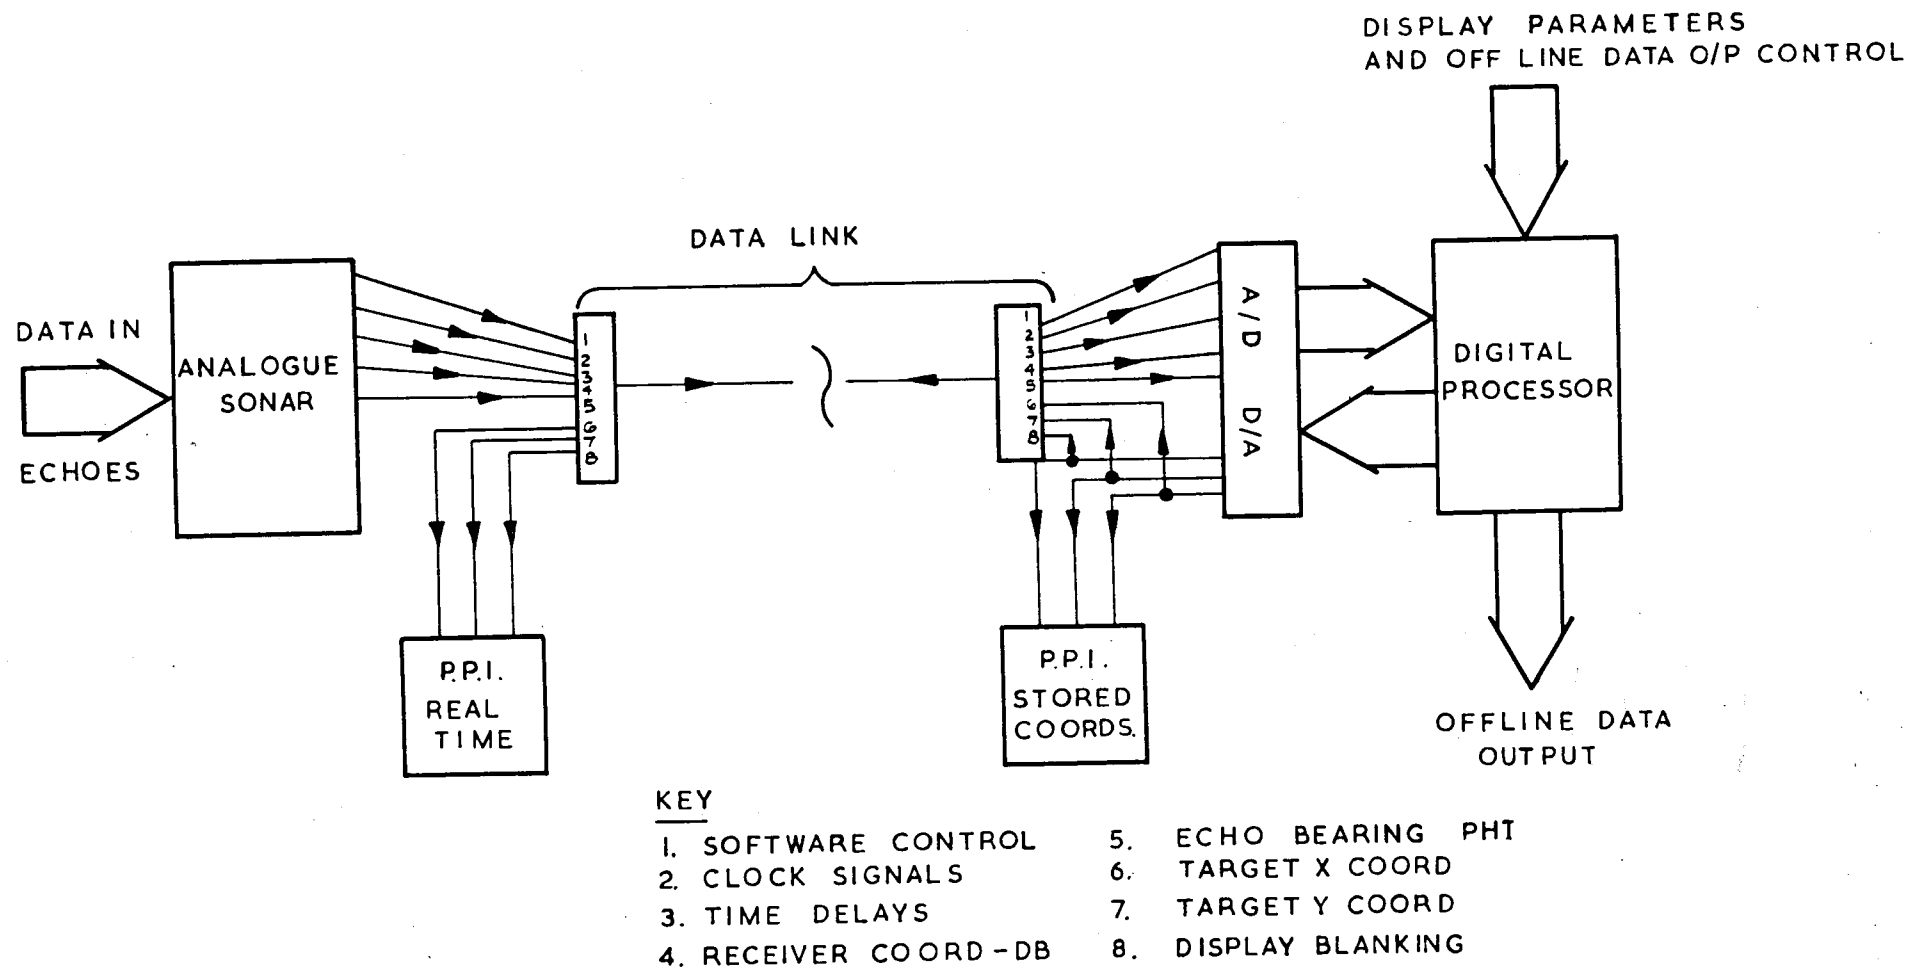 DISPLAY PARAMETERS
AND OFF LINE DATA O/P CONTROL
DATA LINK
DATA IN
ECHOES
ANALOGUE
SONAR
1
2
3
4
5
6
7
8
1
2
3
4
5
6
7
8
A/D D/A
DIGITAL
PROCESSOR
P.P.I.
REAL
TIME
P.P.I.
STORED
COORDS.
OFFLINE DATA
OUTPUT
KEY
1. SOFTWARE CONTROL
2. CLOCK SIGNALS
3. TIME DELAYS
4. RECEIVER COORD-DB
5. ECHO BEARING PHI
6. TARGET X COORD
7. TARGET Y COORD
8. DISPLAY BLANKING